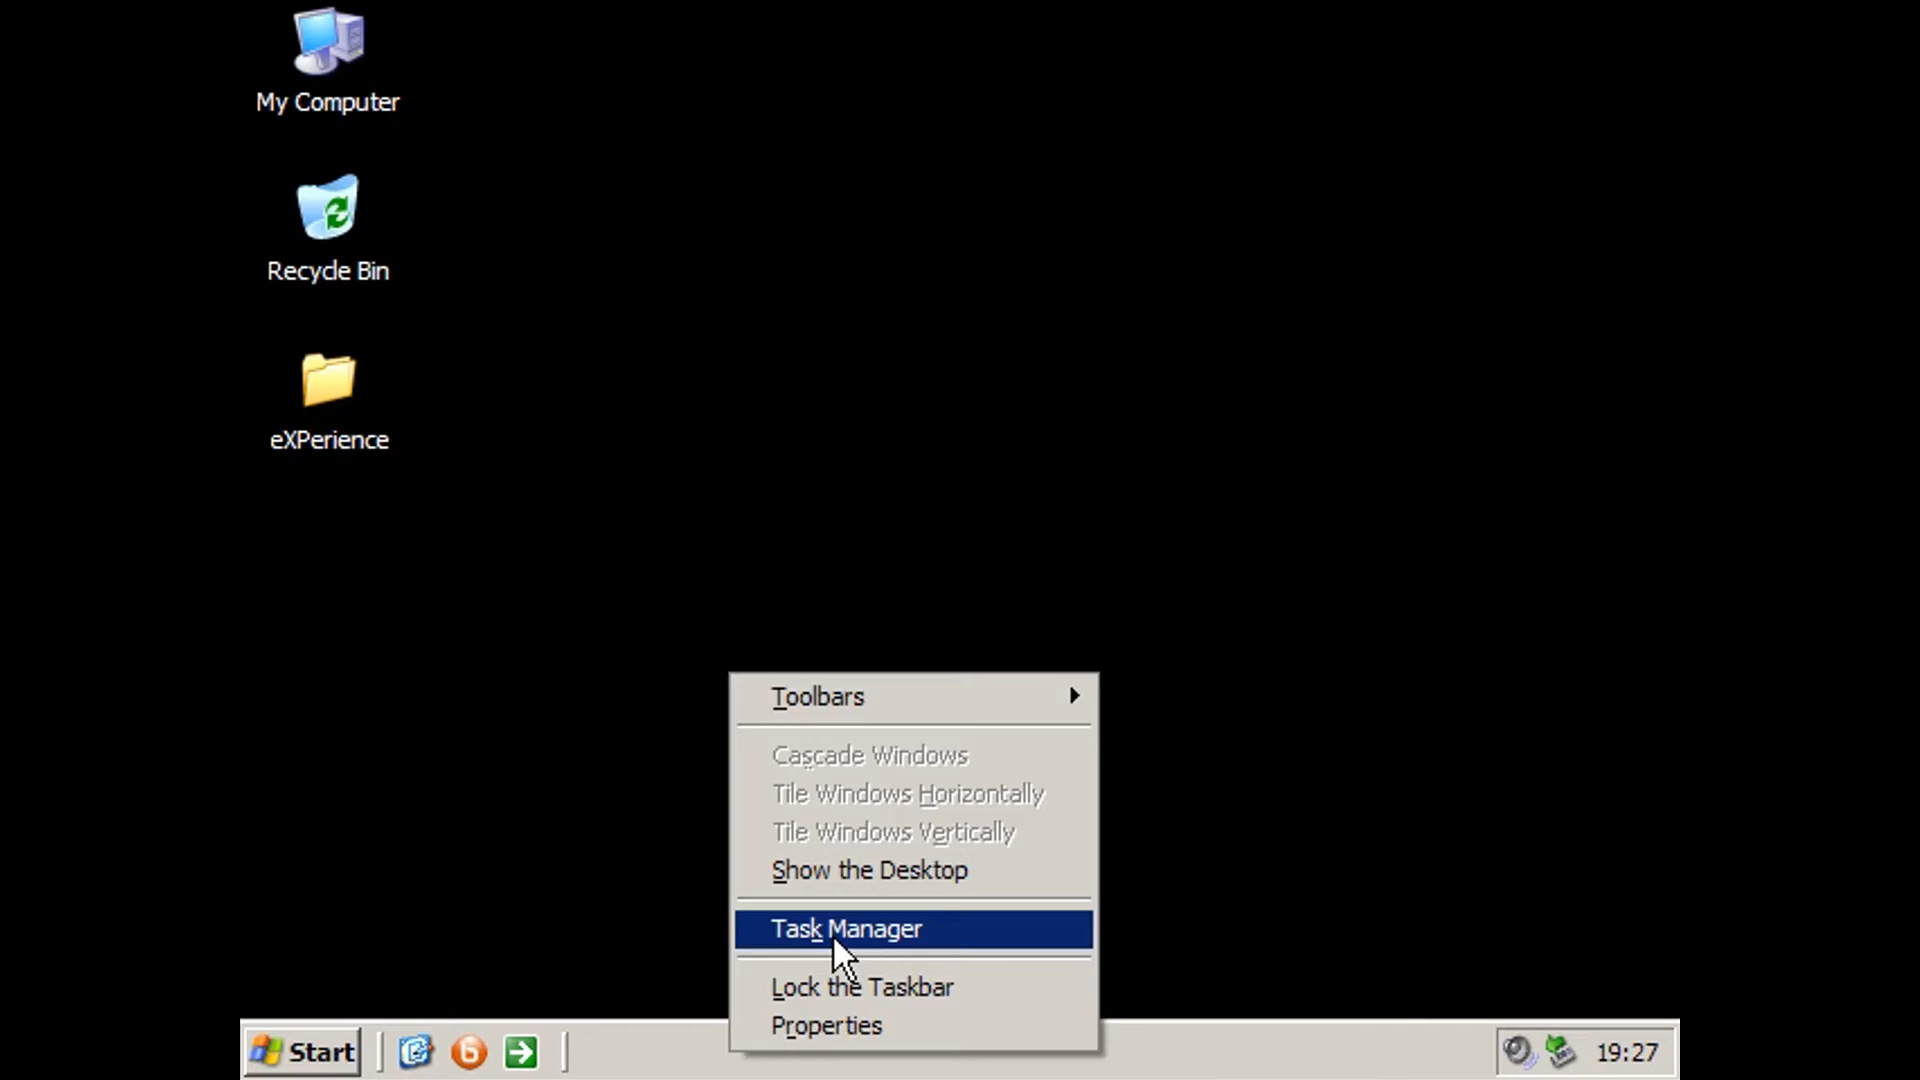 My Computer
Recycle Bin
eXPerience
Toolbars
Cascade Windows
Tile Windows Horizontally
Tile Windows Vertically
Show the Desktop
Task Manager
Lock the Taskbar
Properties
Start
19:27